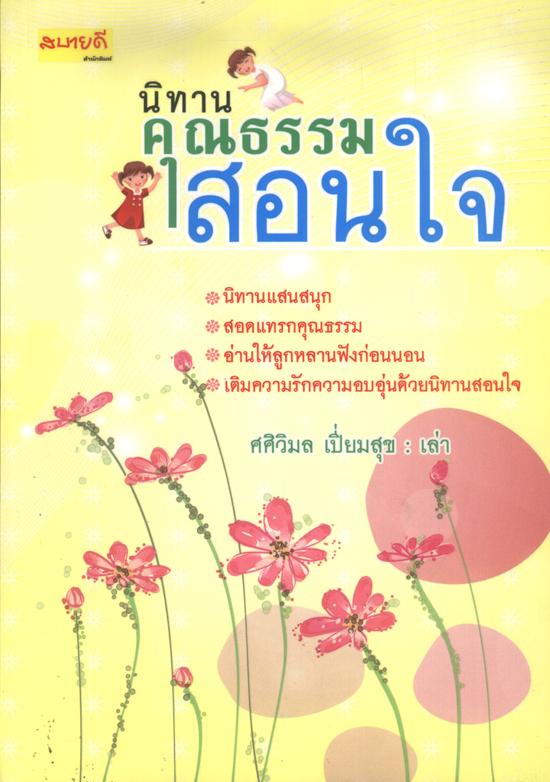 สบายดี
สำนักพิมพ์
นิทาน
คุณธรรม
สอนใจ
นิทานแสนสนุก
สอดแทรกคุณธรรม
อ่านให้ลูกหลานฟังก่อนนอน
เติมความรักความอบอุ่นด้วยนิทานสอนใจ
ศศิวิมล เปี่ยมสุข : เล่า